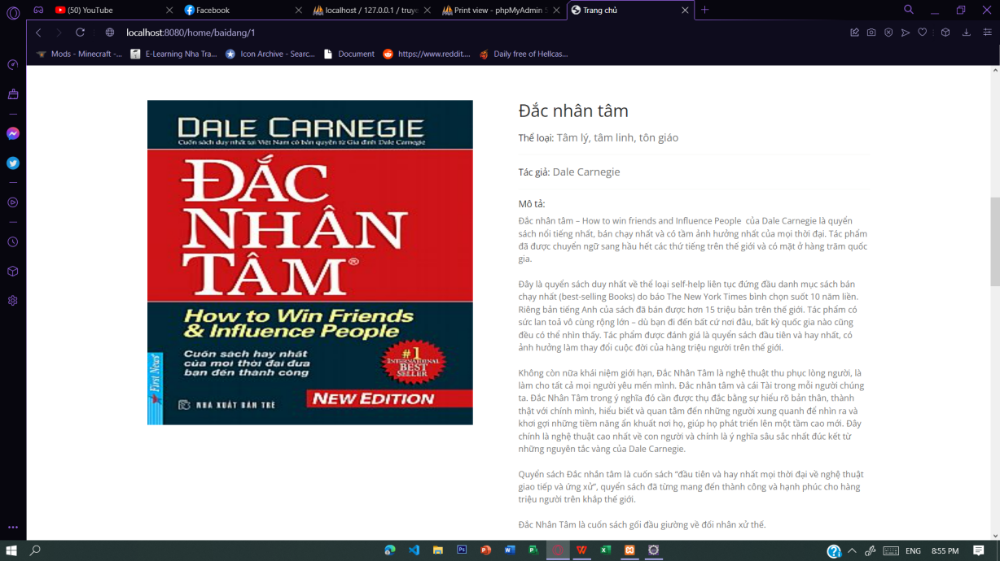 (50) YouTube
Facebook
localhost / 127.0.0.1 / truye
Print view - phpMyAdmin 5
Trang chủ
localhost:8080/home/baidang/1
Mods - Minecraft -...
E-Learning Nha Tra...
Icon Archive - Searc...
Document
https://www.reddit....
Daily free of Hellcas...
DALE CARNEGIE
Cuốn sách duy nhất tại Việt Nam có bản quyền từ Gia đình Dale Carnegie
ĐẮC
NHÂN
TÂM®
How to Win Friends
& Influence People
Cuốn sách hay nhất
của mọi thời đại đưa
bạn đến thành công
#1
INTERNATIONAL
BEST
SELLER
First News
NHÀ XUẤT BẢN TRẺ
NEW EDITION
Đắc nhân tâm
Thể loại: Tâm lý, tâm linh, tôn giáo
Tác giả: Dale Carnegie
Mô tả:
Đắc nhân tâm – How to win friends and Influence People của Dale Carnegie là quyển
sách nổi tiếng nhất, bán chạy nhất và có tầm ảnh hưởng nhất của mọi thời đại. Tác phẩm
đã được chuyển ngữ sang hầu hết các thứ tiếng trên thế giới và có mặt ở hàng trăm quốc
gia.
Đây là quyển sách duy nhất về thể loại self-help liên tục đứng đầu danh mục sách bán
chạy nhất (best-selling Books) do báo The New York Times bình chọn suốt 10 năm liền.
Riêng bản tiếng Anh của sách đã bán được hơn 15 triệu bản trên thế giới. Tác phẩm có
sức lan toả vô cùng rộng lớn – dù bạn đi đến bất cứ nơi đâu, bất kỳ quốc gia nào cũng
đều có thể nhìn thấy. Tác phẩm được đánh giá là quyển sách đầu tiên và hay nhất, có
ảnh hưởng làm thay đổi cuộc đời của hàng triệu người trên thế giới.
Không còn nữa khái niệm giới hạn, Đắc Nhân Tâm là nghệ thuật thu phục lòng người, là
làm cho tất cả mọi người yêu mến mình. Đắc nhân tâm và cái Tài trong mỗi người chúng
ta. Đắc Nhân Tâm trong ý nghĩa đó cần được thụ đắc bằng sự hiểu rõ bản thân, thành
thật với chính mình, hiểu biết và quan tâm đến những người xung quanh để nhìn ra và
khơi gợi những tiềm năng ẩn khuất nơi họ, giúp họ phát triển lên một tầm cao mới. Đây
chính là nghệ thuật cao nhất về con người và chính là ý nghĩa sâu sắc nhất đúc kết từ
những nguyên tắc vàng của Dale Carnegie.
Quyển sách Đắc nhân tâm là cuốn sách “đầu tiên và hay nhất mọi thời đại về nghệ thuật
giao tiếp và ứng xử”, quyển sách đã từng mang đến thành công và hạnh phúc cho hàng
triệu người trên khắp thế giới.
Đắc Nhân Tâm là cuốn sách gối đầu giường về đối nhân xử thế.
ENG
8:55 PM